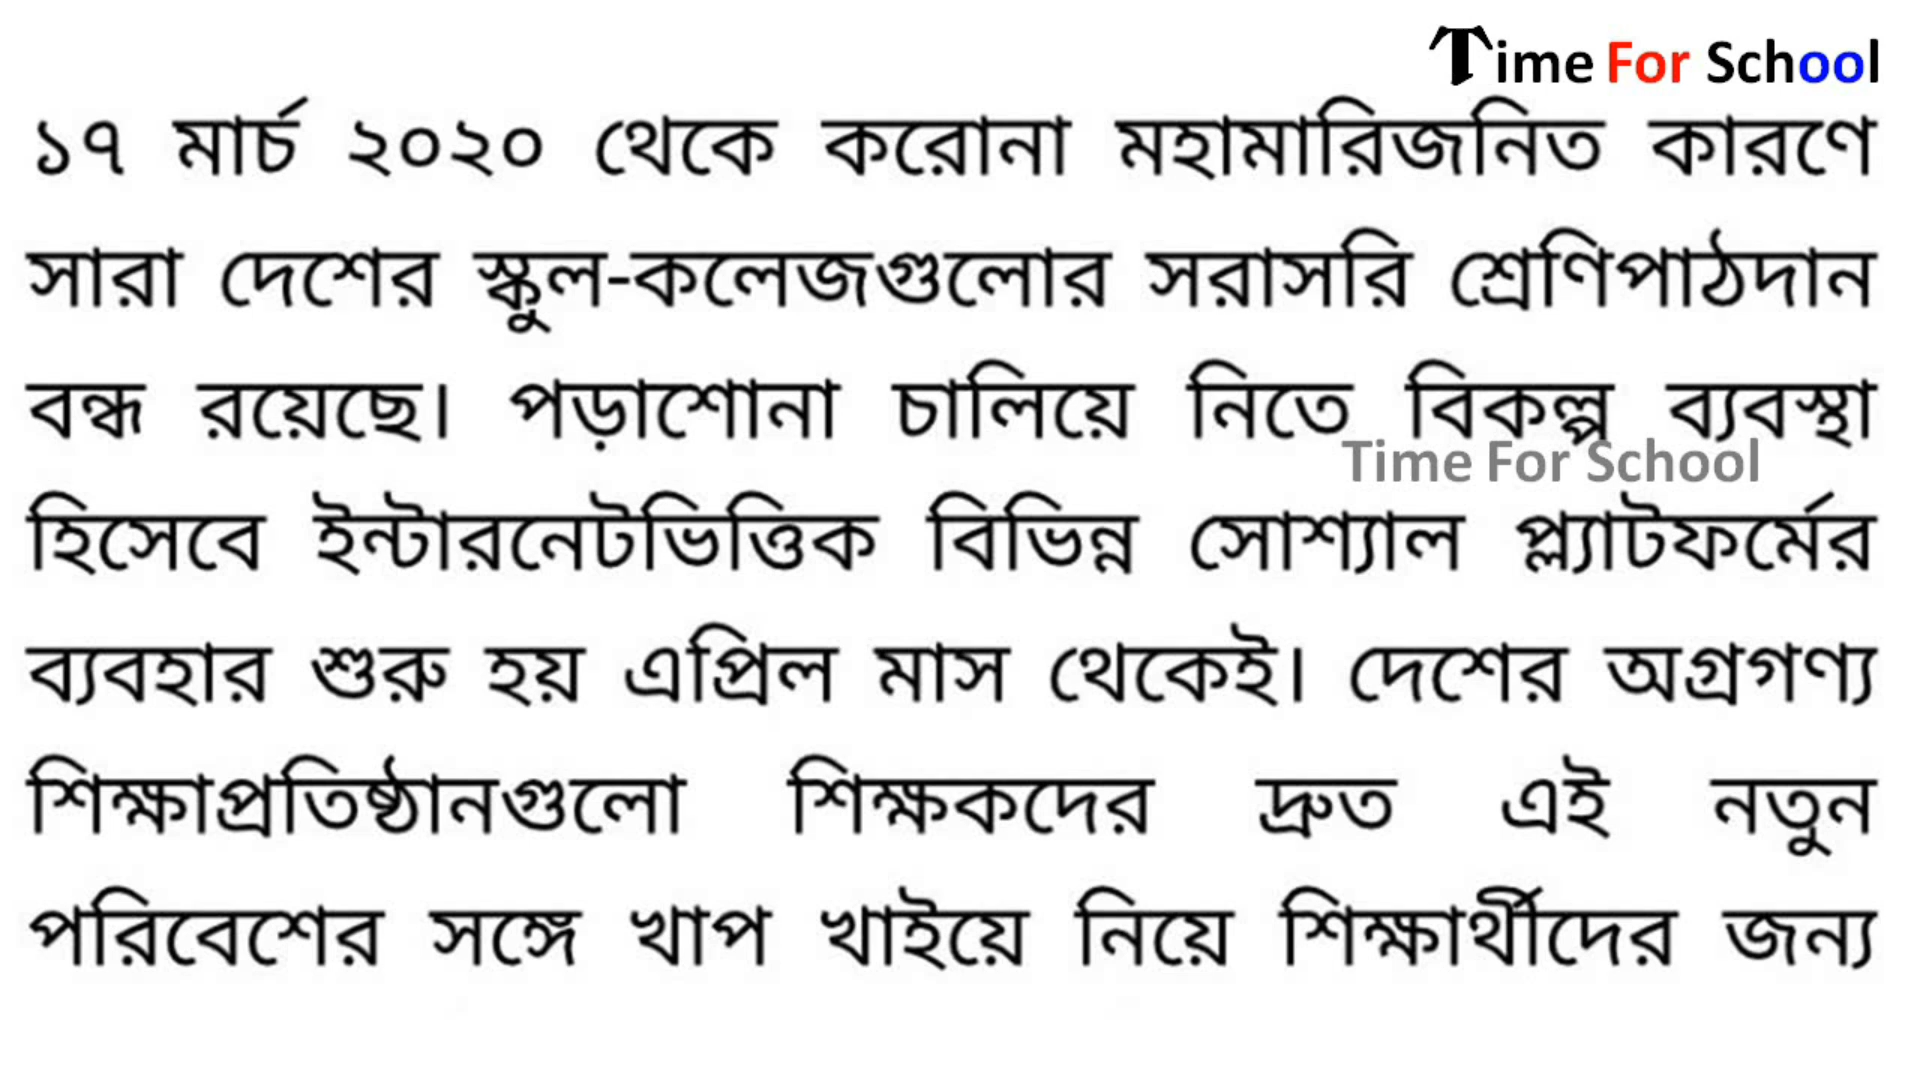 Time For School
১৭ মার্চ ২০২০ থেকে করোনা মহামারিজনিত কারণে
সারা দেশের স্কুল-কলেজগুলোর সরাসরি শ্রেণিপাঠদান
বন্ধ রয়েছে। পড়াশোনা চালিয়ে নিতে বিকল্প ব্যবস্থা
Time For School
হিসেবে ইন্টারনেটভিত্তিক বিভিন্ন সোশ্যাল প্ল্যাটফর্মের
ব্যবহার শুরু হয় এপ্রিল মাস থেকেই। দেশের অগ্রগণ্য
শিক্ষাপ্রতিষ্ঠানগুলো শিক্ষকদের দ্রুত এই নতুন
পরিবেশের সঙ্গে খাপ খাইয়ে নিয়ে শিক্ষার্থীদের জন্য